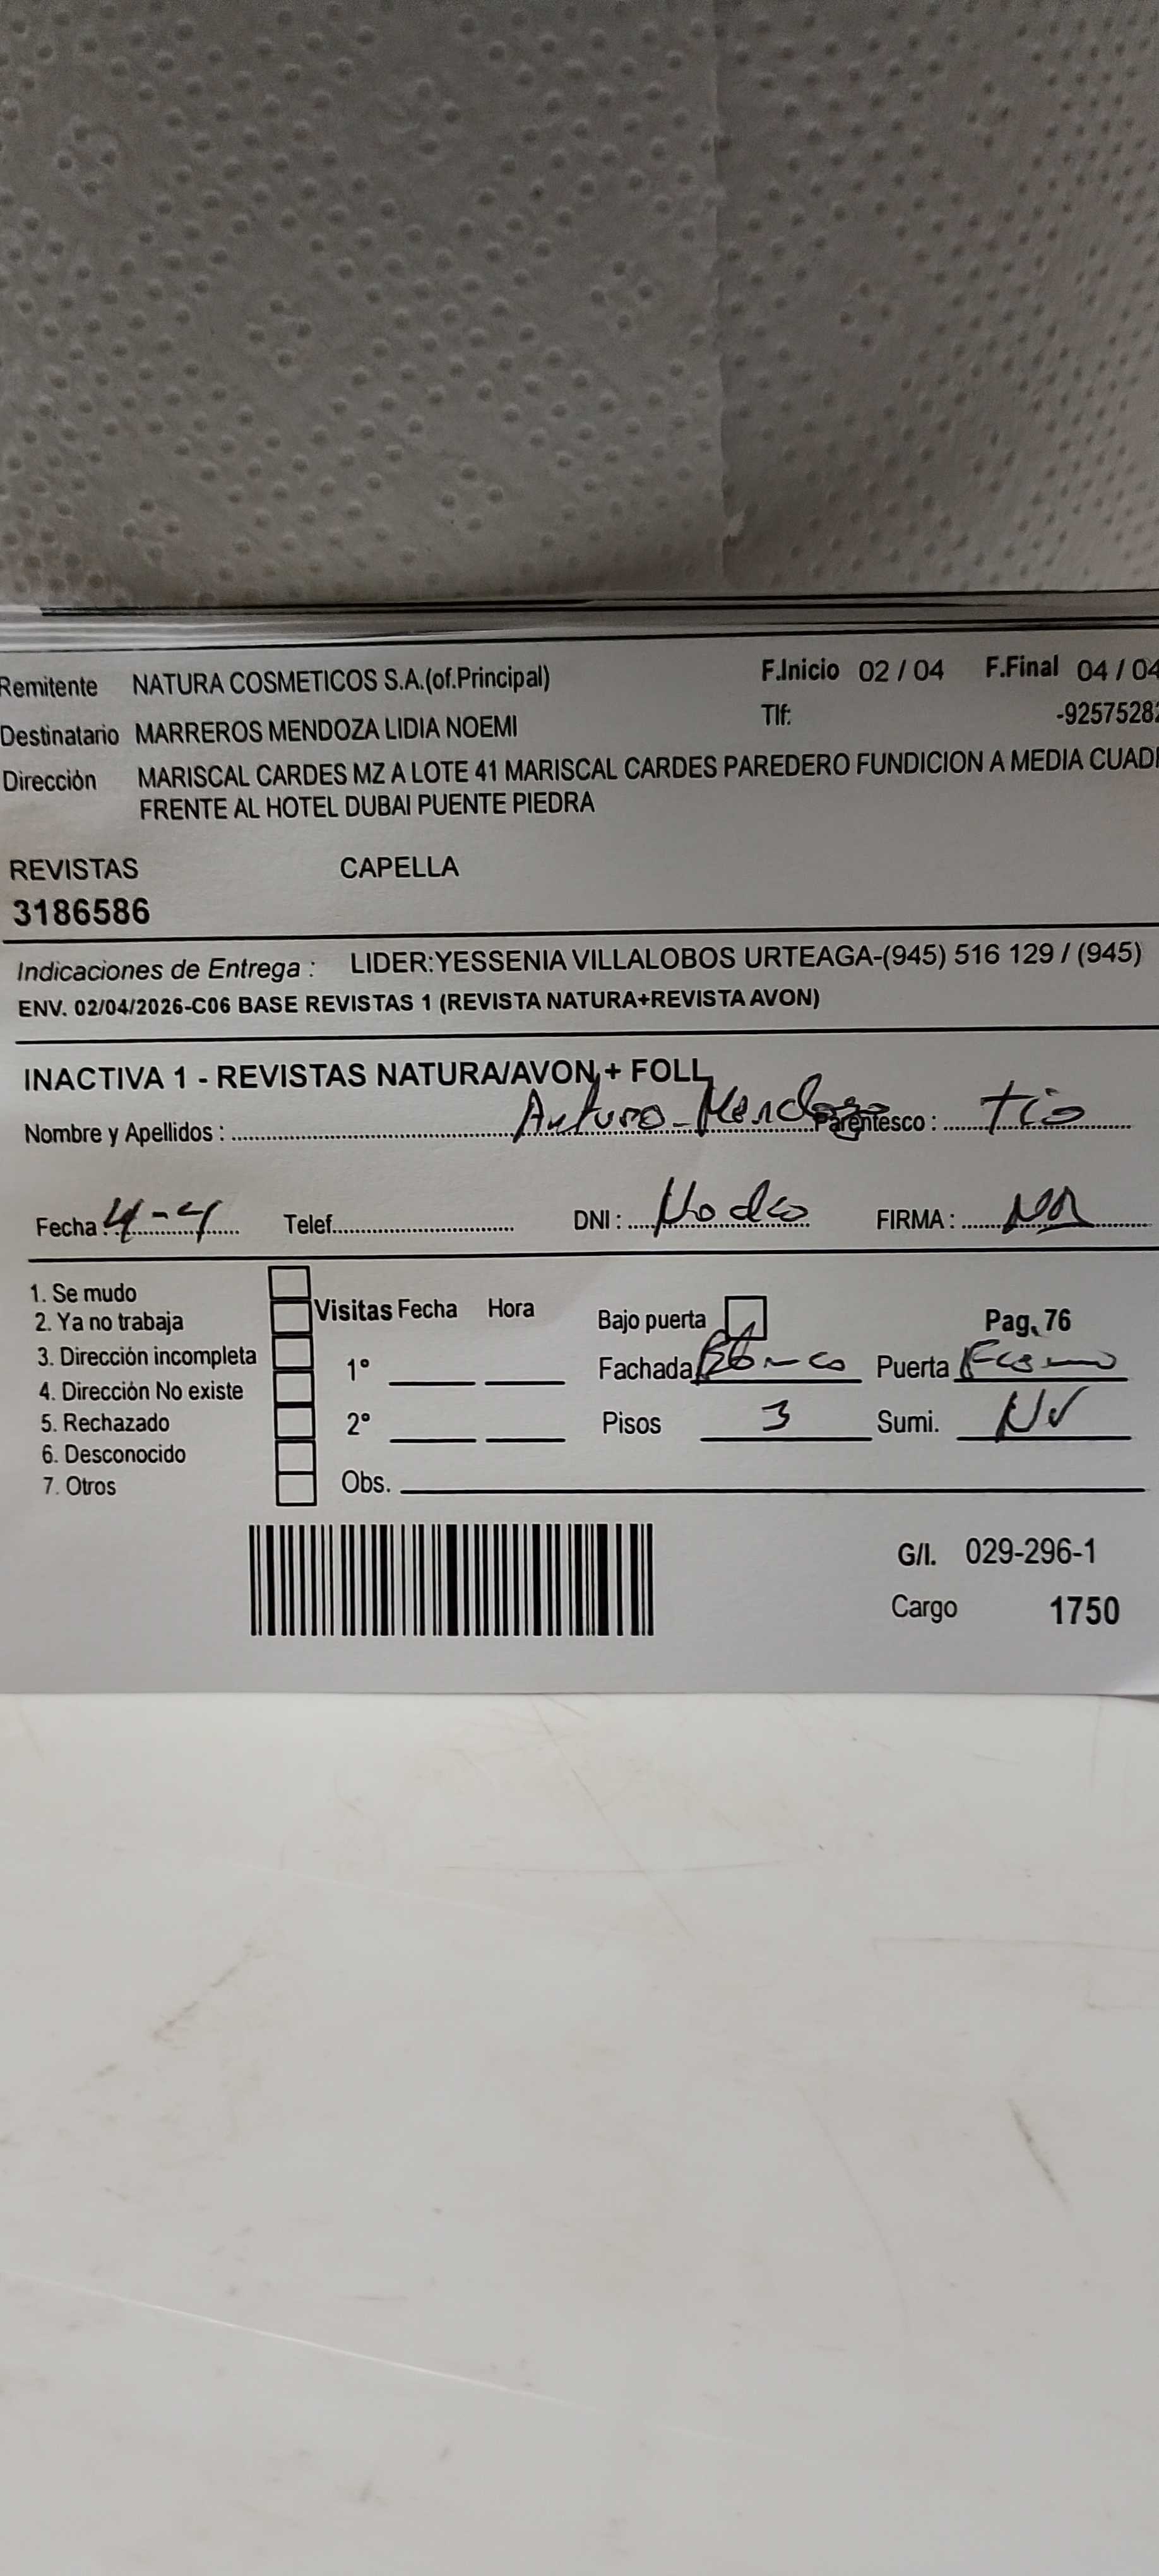 Remitente NATURA COSMETICOS S.A.(of.Principal) F.Inicio 02 / 04 F.Final 04 / 04
Destinatario MARREROS MENDOZA LIDIA NOEMI Tlf: -92575282
Dirección MARISCAL CARDES MZ A LOTE 41 MARISCAL CARDES PAREDERO FUNDICION A MEDIA CUAD
FRENTE AL HOTEL DUBAI PUENTE PIEDRA
REVISTAS CAPELLA
3186586
Indicaciones de Entrega : LIDER:YESSENIA VILLALOBOS URTEAGA-(945) 516 129 / (945)
ENV. 02/04/2026-C06 BASE REVISTAS 1 (REVISTA NATURA+REVISTA AVON)
INACTIVA 1 - REVISTAS NATURA/AVON + FOLL
Nombre y Apellidos : Arturo - Mendoza Parentesco : tio
Fecha : 4-4 Telef. DNI : No dio FIRMA :
1. Se mudo
2. Ya no trabaja
3. Dirección incompleta
4. Dirección No existe
5. Rechazado
6. Desconocido
7. Otros
Visitas Fecha Hora
1°
2°
Bajo puerta Pag. 76
Fachada Blanco Puerta
Pisos 3 Sumi. NV
Obs.
G/I. 029-296-1
Cargo 1750